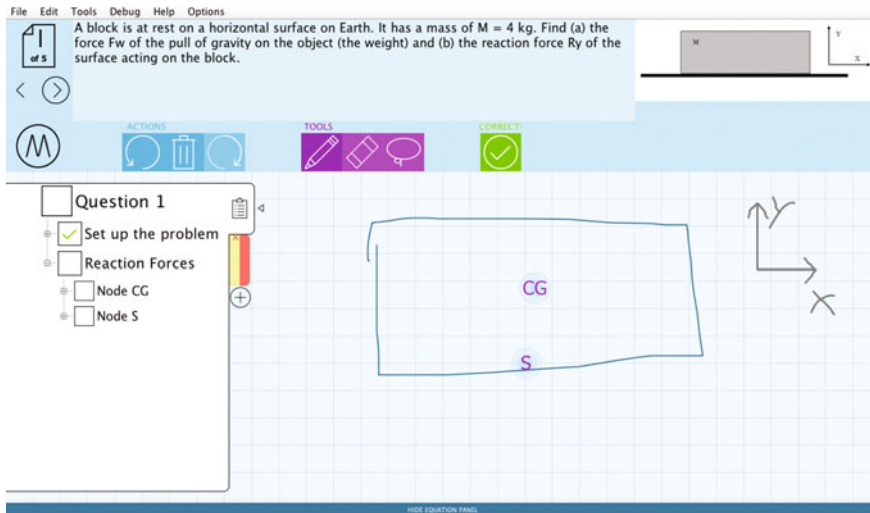 File Edit Tools Debug Help Options
1
of 5
A block is at rest on a horizontal surface on Earth. It has a mass of M = 4 kg. Find (a) the
force Fw of the pull of gravity on the object (the weight) and (b) the reaction force Ry of the
surface acting on the block.
M
Y
X
M
ACTIONS
TOOLS
CORRECT?
Question 1
Set up the problem
Reaction Forces
Node CG
Node S
CG
S
Y
X
HIDE EQUATION PANEL